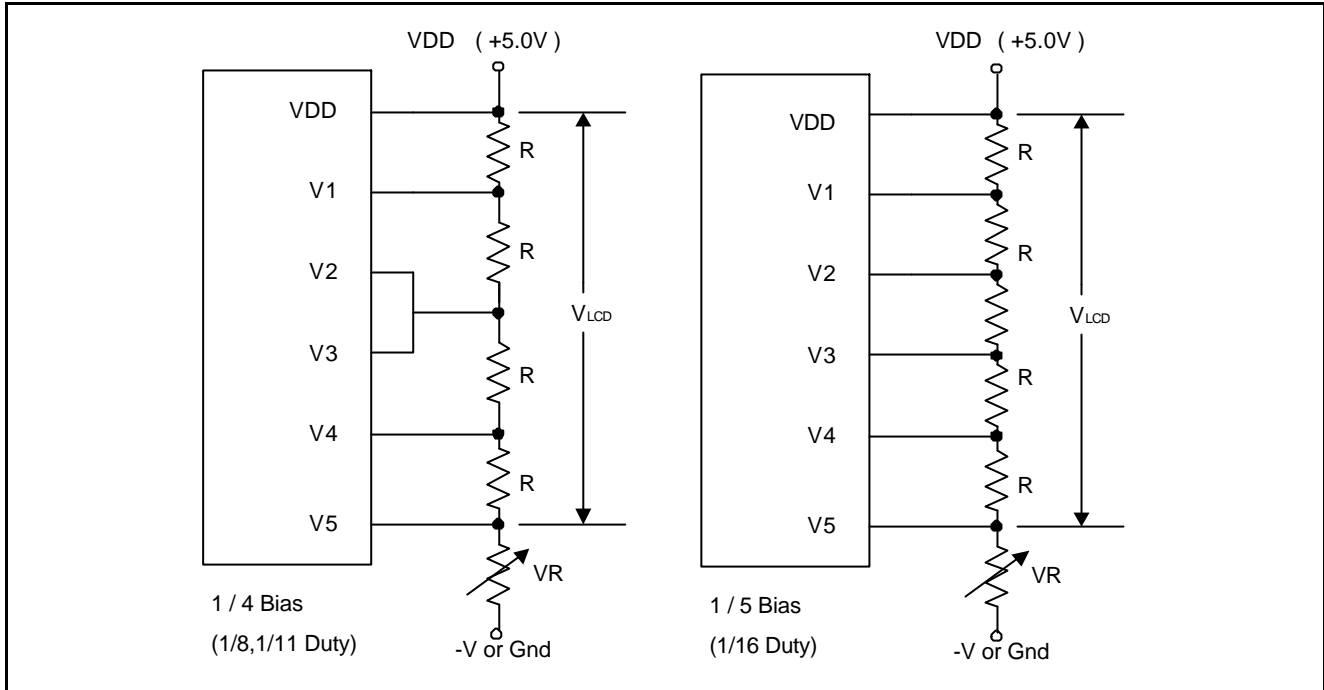 VDD ( +5.0V )
VDD
R
V1
R
V2
VLCD
V3
R
V4
R
V5
VR
1 / 4 Bias
(1/8,1/11 Duty)
-V or Gnd
VDD ( +5.0V )
VDD
R
V1
R
V2
VLCD
V3
R
V4
R
V5
VR
1 / 5 Bias
(1/16 Duty)
-V or Gnd